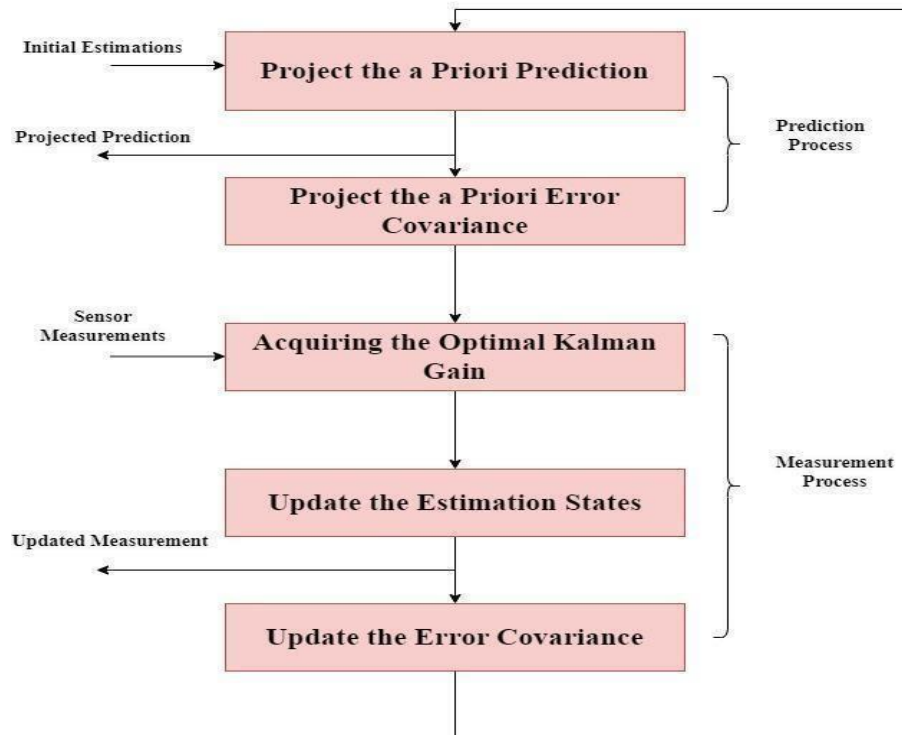 Initial Estimations
Project the a Priori Prediction
Projected Prediction
Prediction
Process
Project the a Priori Error
Covariance
Sensor
Measurements
Acquiring the Optimal Kalman
Gain
Measurement
Process
Update the Estimation States
Updated Measurement
Update the Error Covariance